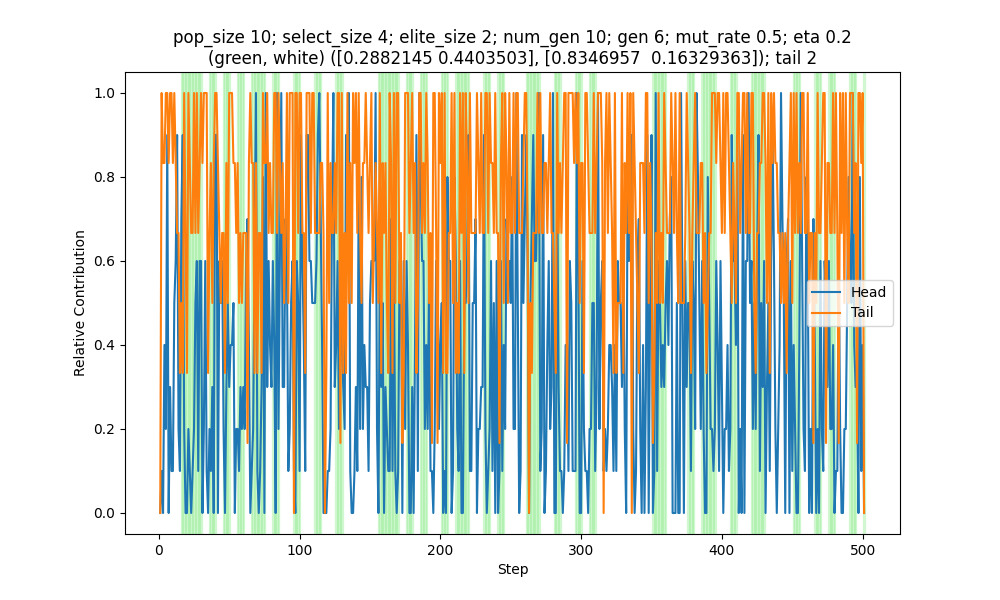 pop_size 10; select_size 4; elite_size 2; num_gen 10; gen 6; mut_rate 0.5; eta 0.2
(green, white) ([0.2882145 0.4403503], [0.8346957  0.16329363]); tail 2
1.0
0.8
0.6
0.4
0.2
0.0
Relative Contribution
Head
Tail
0
100
200
300
400
500
Step